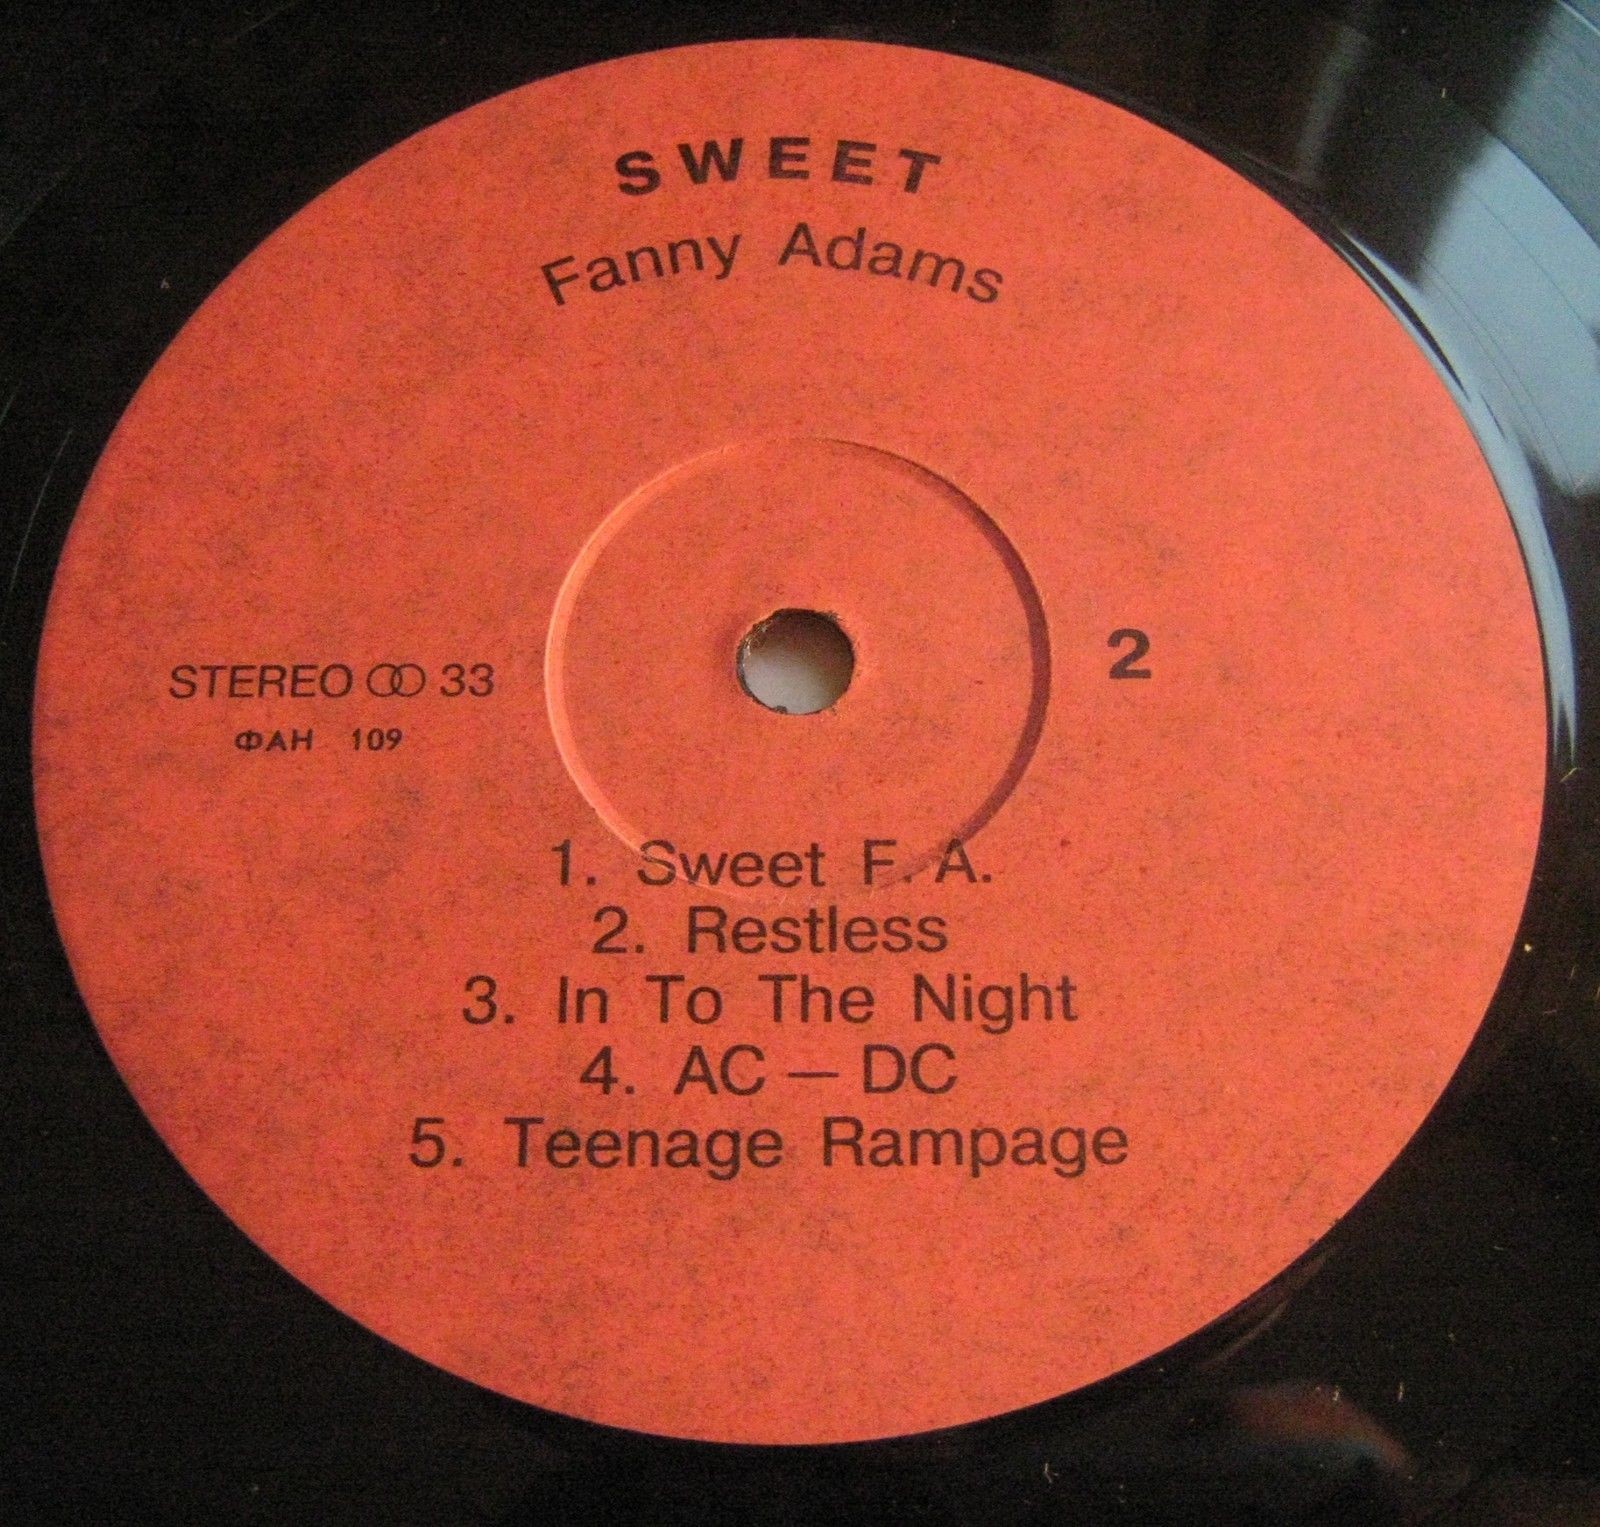 SWEET
Fanny Adams
2
STEREO 33
ФАН 109
1. Sweet F. A.
2. Restless
3. In To The Night
4. AC — DC
5. Teenage Rampage